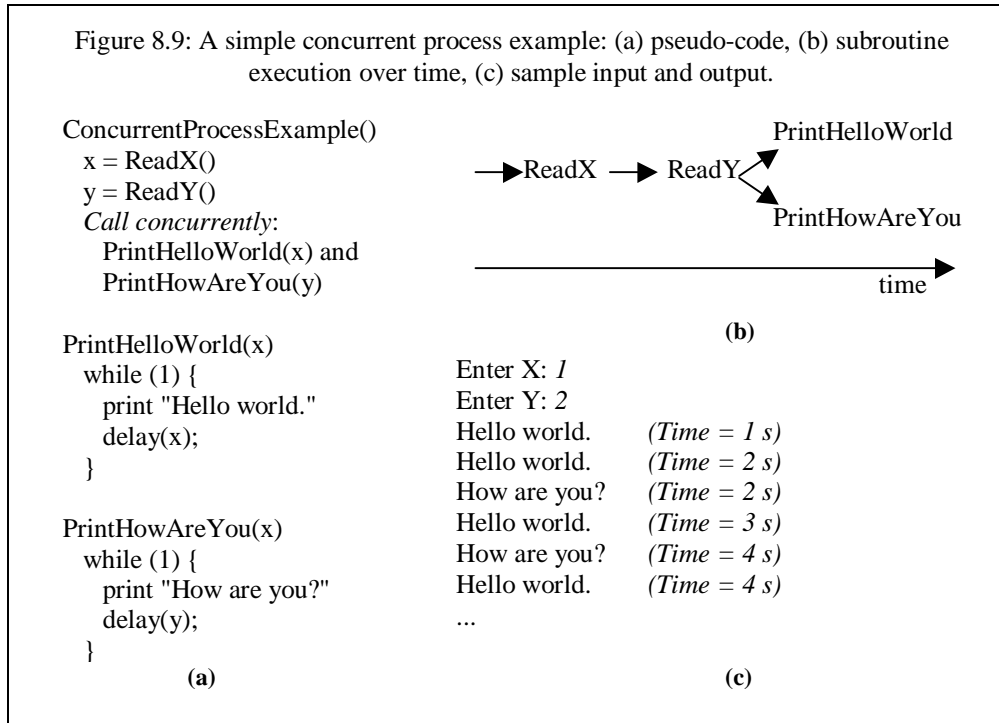 Figure 8.9: A simple concurrent process example: (a) pseudo-code, (b) subroutine
execution over time, (c) sample input and output.
ConcurrentProcessExample()
x = ReadX()
y = ReadY()
Call concurrently:
PrintHelloWorld(x) and
PrintHowAreYou(y)
PrintHelloWorld(x)
while (1) {
print "Hello world."
delay(x);
}
PrintHowAreYou(x)
while (1) {
print "How are you?"
delay(y);
}
(a)
PrintHelloWorld
ReadX ReadY
PrintHowAreYou
time
(b)
Enter X: 1
Enter Y: 2
Hello world. (Time = 1 s)
Hello world. (Time = 2 s)
How are you? (Time = 2 s)
Hello world. (Time = 3 s)
How are you? (Time = 4 s)
Hello world. (Time = 4 s)
...
(c)